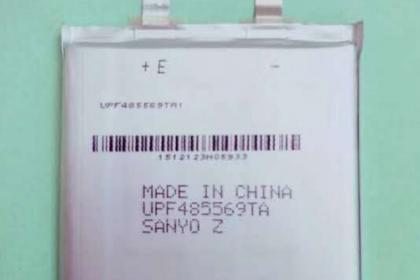 + E -
UPF485569TA1
1512123H05933
MADE IN CHINA
UPF485569TA
SANYO Z